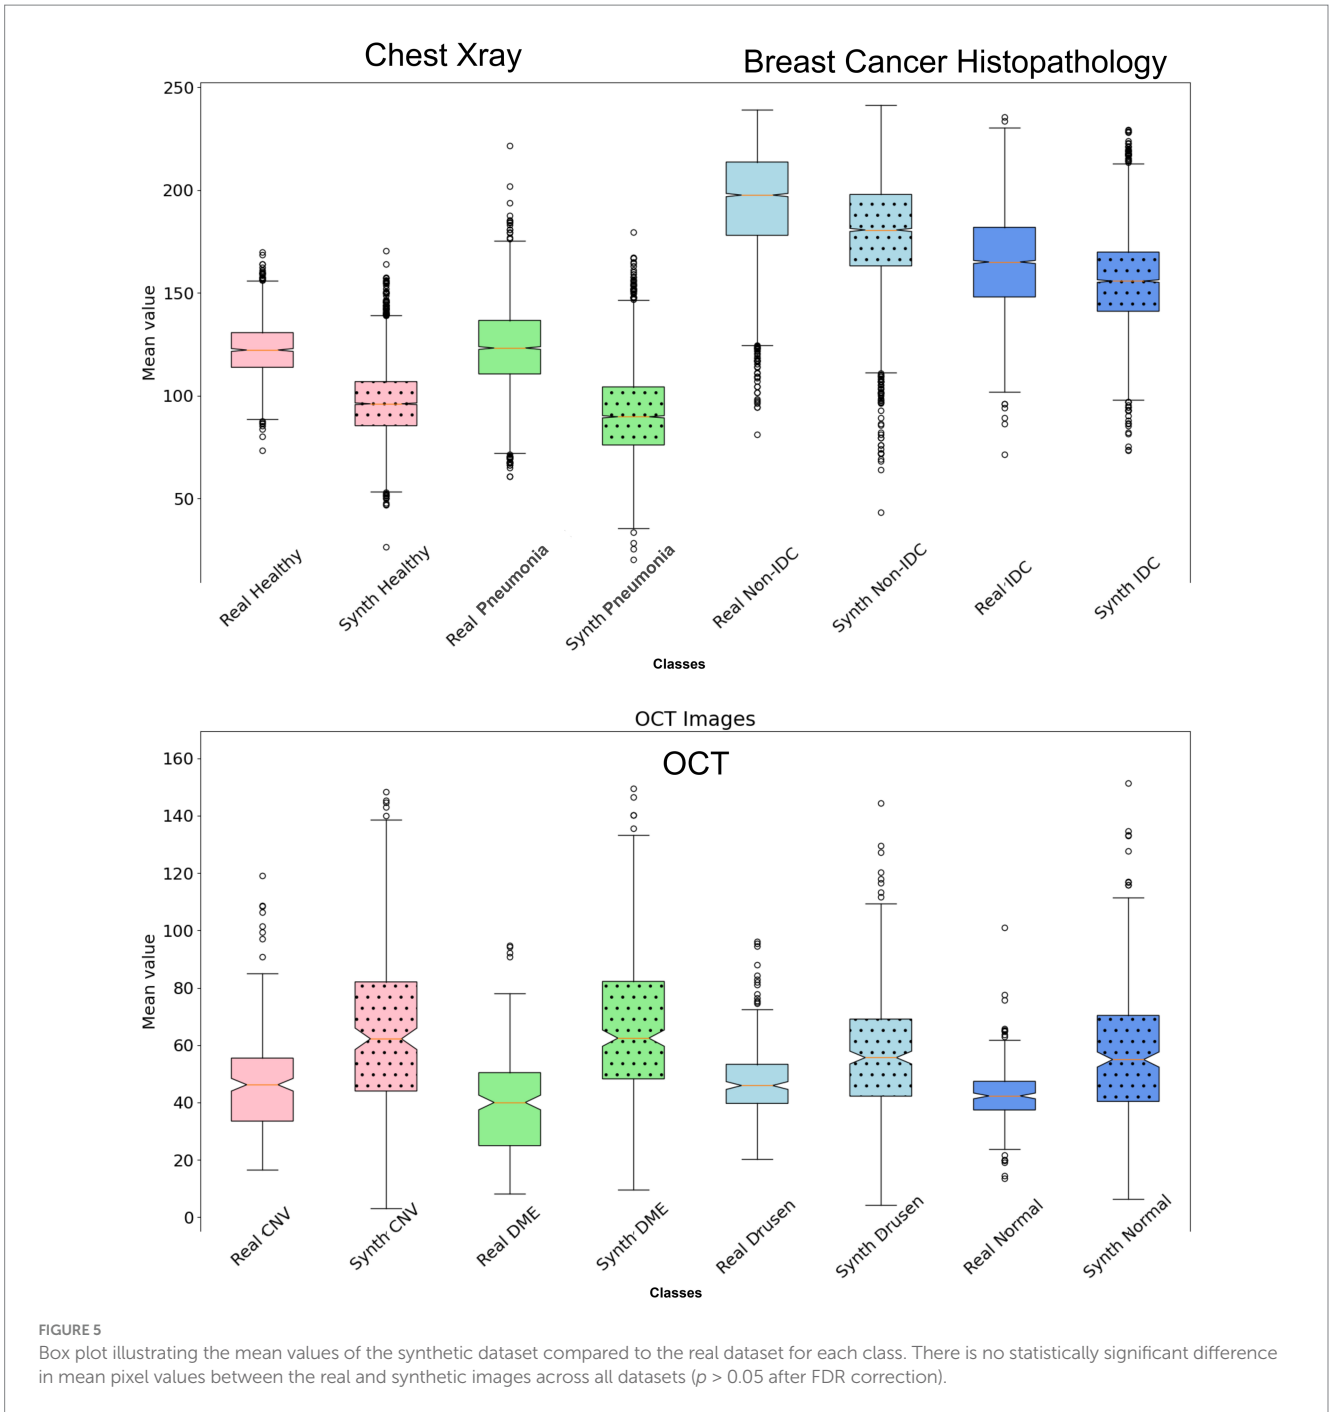 Chest Xray
Breast Cancer Histopathology
250
200
150
100
50
Mean value
Real Healthy
Synth Healthy
Real Pneumonia
Synth Pneumonia
Real Non-IDC
Synth Non-IDC
Real IDC
Synth IDC
Classes
OCT Images
OCT
160
140
120
100
80
60
40
20
0
Mean value
Real CNV
Synth CNV
Real DME
Synth DME
Real Drusen
Synth Drusen
Real Normal
Synth Normal
Classes
FIGURE 5
Box plot illustrating the mean values of the synthetic dataset compared to the real dataset for each class. There is no statistically significant difference
in mean pixel values between the real and synthetic images across all datasets (p > 0.05 after FDR correction).